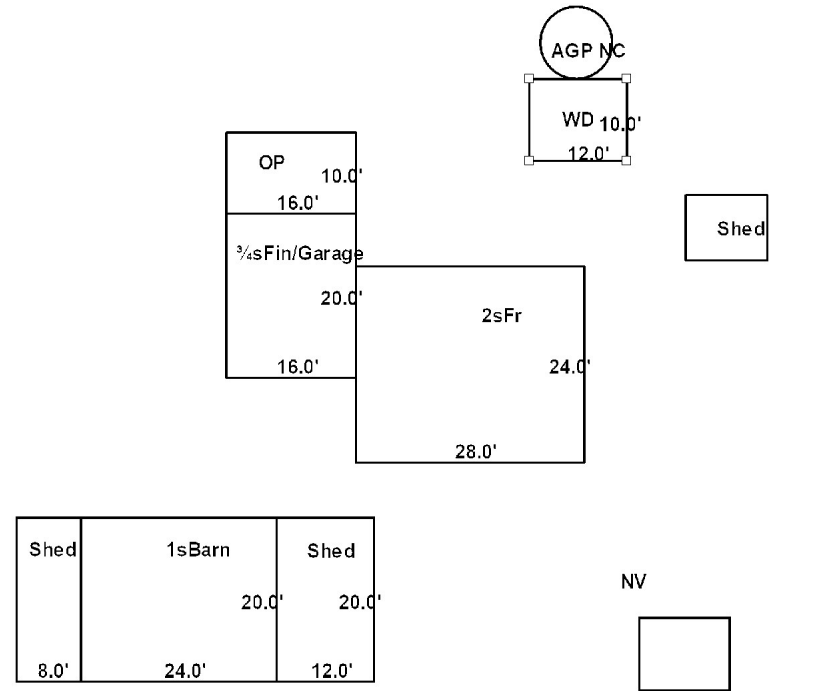 AGP NC
WD 10.0'
12.0'
OP
10.0'
16.0'
Shed
¾sFin/Garage
20.0'
2sFr
16.0'
24.0'
28.0'
Shed
1sBarn
Shed
20.0'
20.0'
8.0'
24.0'
12.0'
NV